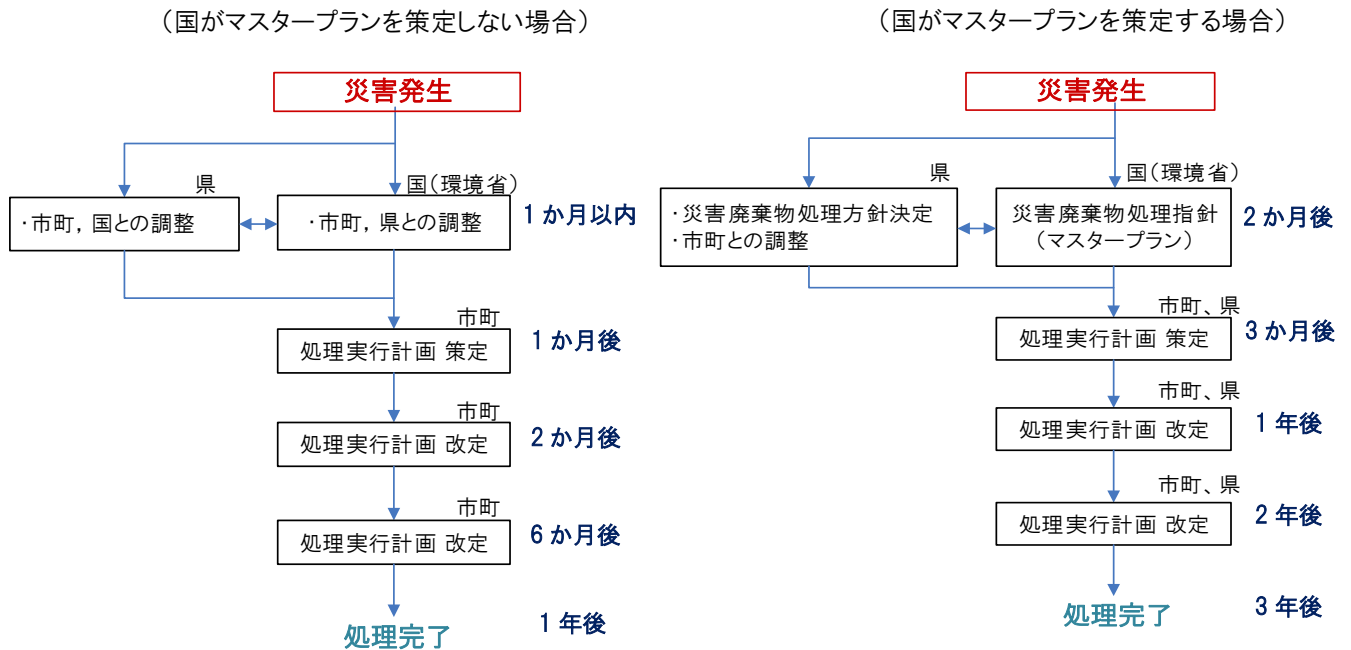 （国がマスタープランを策定しない場合）
災害発生
県
・市町，国との調整
国（環境省）
・市町，県との調整
1 か月以内
市町
処理実行計画 策定
1 か月後
市町
処理実行計画 改定
2 か月後
市町
処理実行計画 改定
6 か月後
処理完了
1 年後
（国がマスタープランを策定する場合）
災害発生
県
・災害廃棄物処理方針決定
・市町との調整
国（環境省）
災害廃棄物処理指針
（マスタープラン）
2 か月後
市町、県
処理実行計画 策定
3 か月後
市町、県
処理実行計画 改定
1 年後
市町、県
処理実行計画 改定
2 年後
処理完了
3 年後